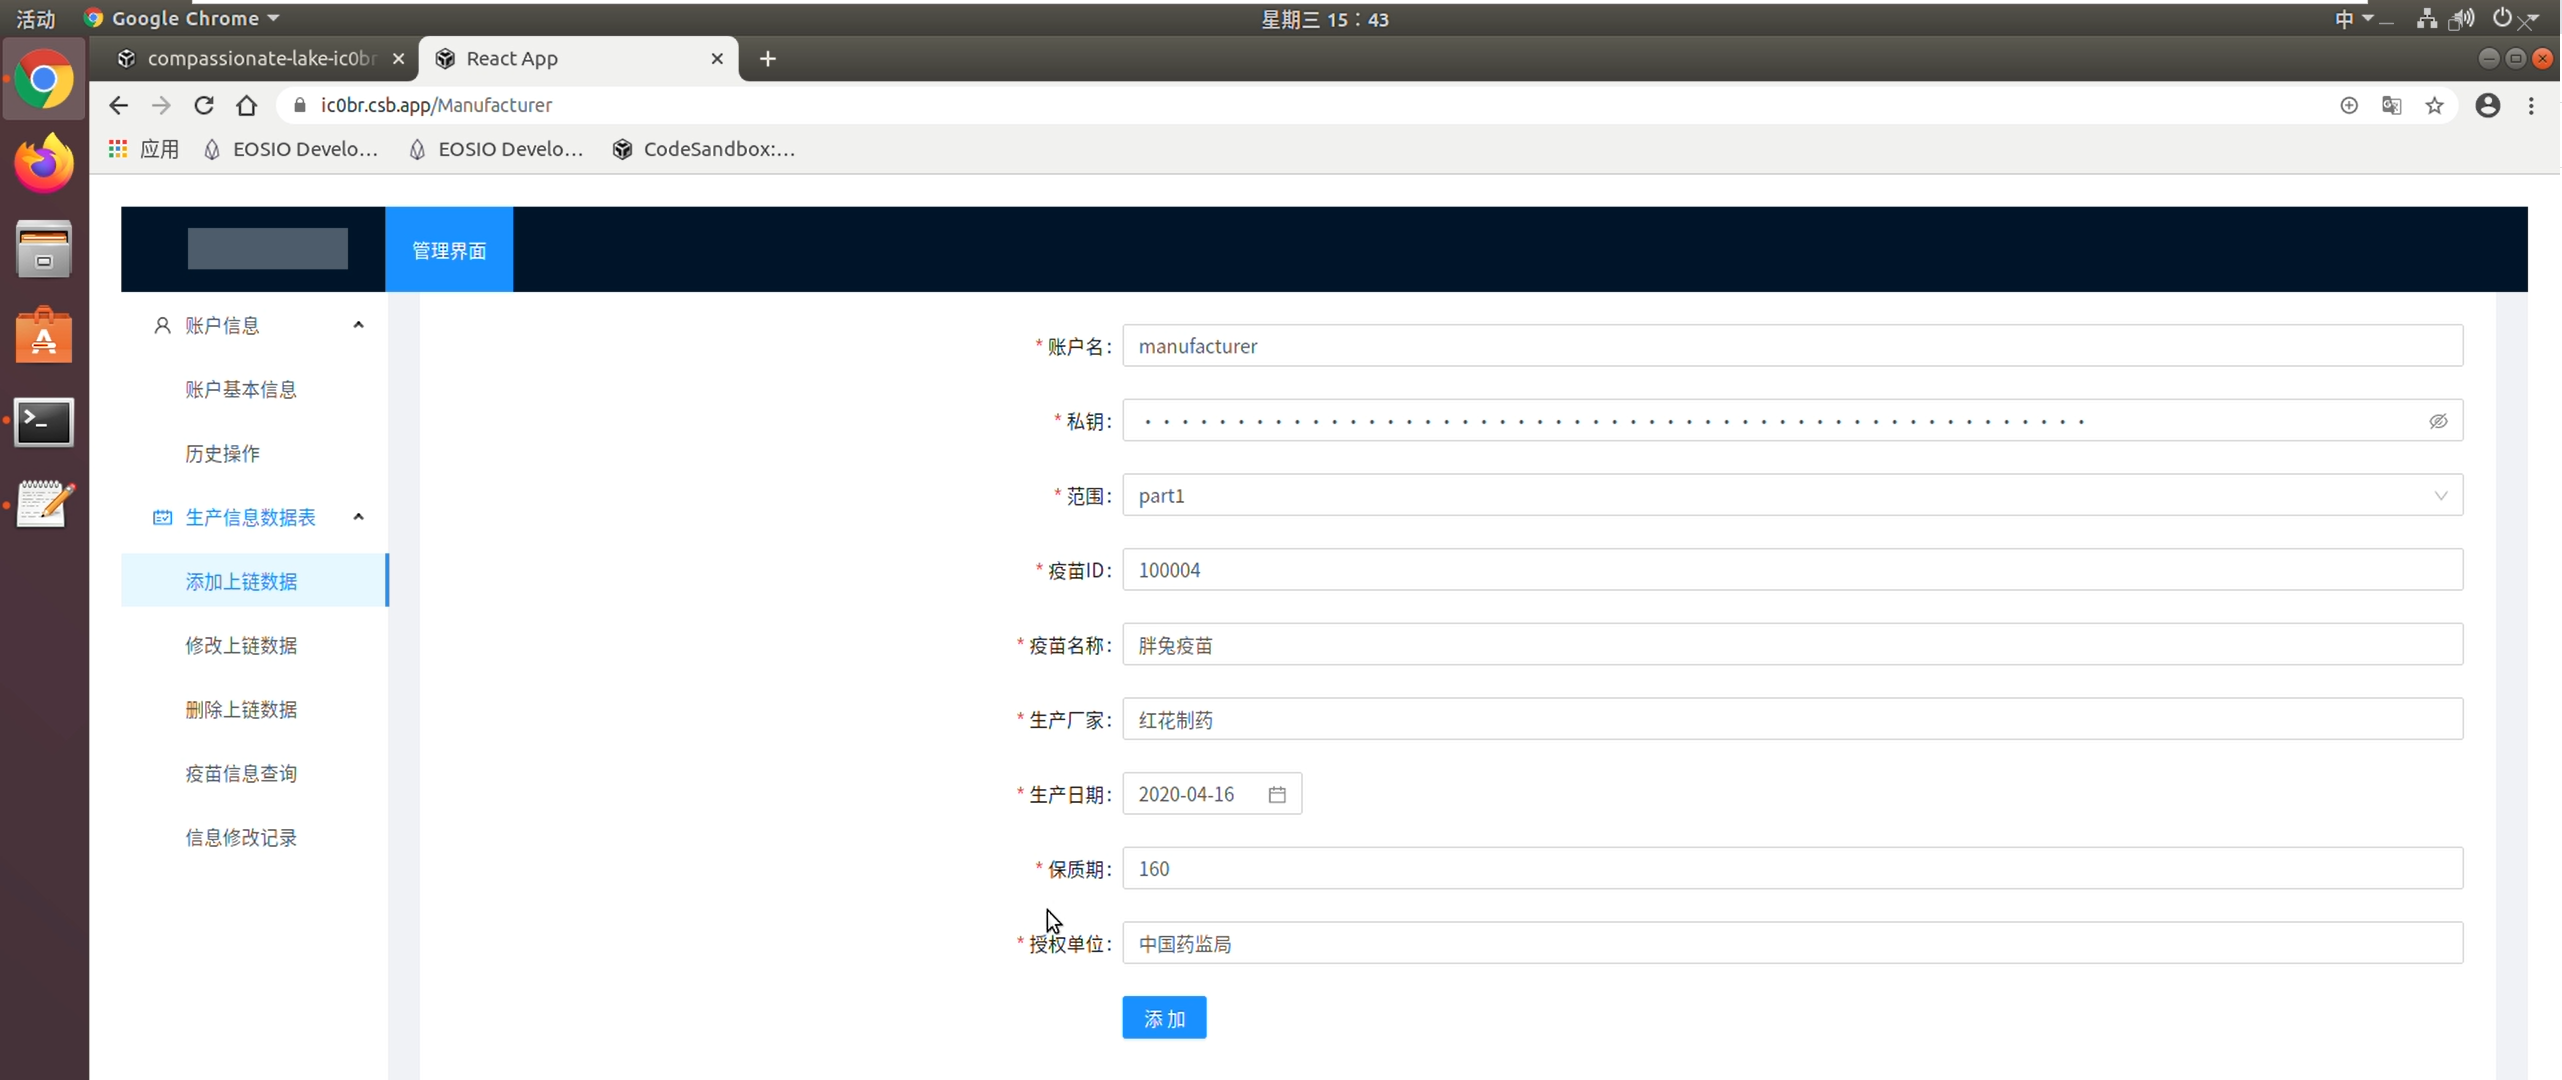 活动
Google Chrome
星期三 15：43
中
compassionate-lake-ic0br
React App
ic0br.csb.app/Manufacturer
应用
EOSIO Develo...
EOSIO Develo...
CodeSandbox:...
管理界面
账户信息
账户基本信息
历史操作
生产信息数据表
添加上链数据
修改上链数据
删除上链数据
疫苗信息查询
信息修改记录
* 账户名: manufacturer
* 私钥: ··················································
* 范围: part1
* 疫苗ID: 100004
* 疫苗名称: 胖兔疫苗
* 生产厂家: 红花制药
* 生产日期: 2020-04-16
* 保质期: 160
* 授权单位: 中国药监局
添 加